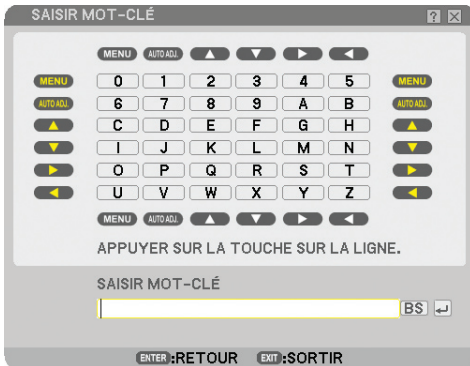 SAISIR MOT-CLÉ ?
MENU AUTO ADJ.
MENU 0 1 2 3 4 5 MENU
AUTO ADJ. 6 7 8 9 A B AUTO ADJ.
C D E F G H
I J K L M N
O P Q R S T
U V W X Y Z
MENU AUTO ADJ.
APPUYER SUR LA TOUCHE SUR LA LIGNE.
SAISIR MOT-CLÉ
BS
ENTER:RETOUR EXIT:SORTIR